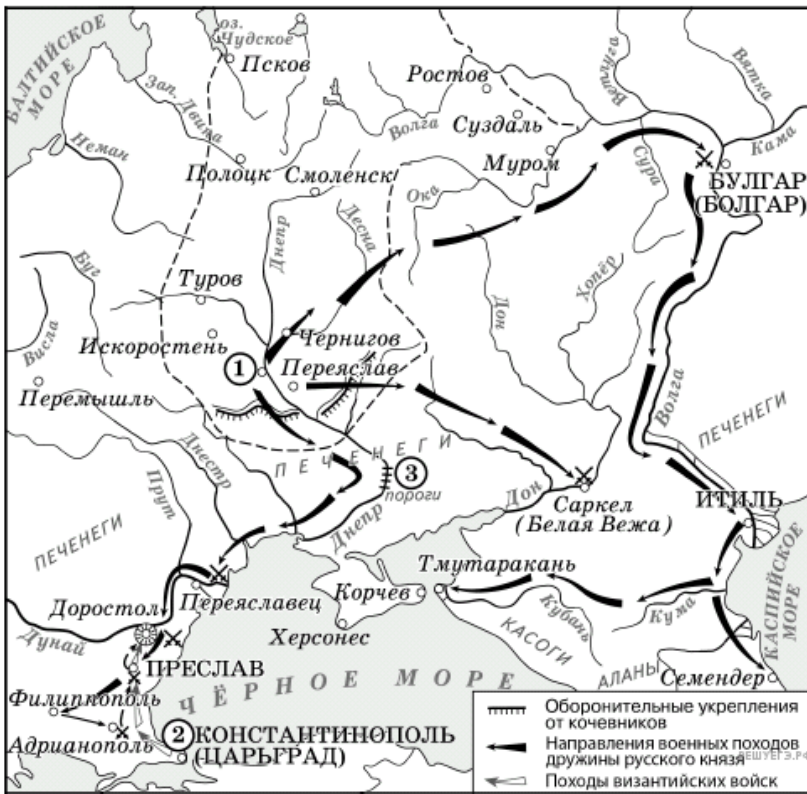 БАЛТИЙСКОЕ
МОРЕ
оз.
Чудское
Псков
Зап. Двина
Неман
Полоцк
Смоленск
Ростов
Суздаль
Волга
Муром
Ветлуга
Вятка
Кама
Сура
БУЛГАР
(БОЛГАР)
Ока
Днепр
Десна
Дон
Хопёр
Буг
Висла
Туров
Искоростень
Чернигов
1
Переяслав
Перемышль
Волга
ПЕЧЕНЕГИ
Днестр
Прут
ПЕЧЕНЕГИ
3
пороги
Днепр
Дон
Саркел
(Белая Вежа)
ИТИЛЬ
ПЕЧЕНЕГИ
Тмутаракань
Корчев
Переяславец
Доростол
Дунай
Херсонес
Кубань
Кума
КАСОГИ
АЛАНЫ
КАСПИЙСКОЕ
МОРЕ
Семендер
ПРЕСЛАВ
ЧЁРНОЕ МОРЕ
Филиппополь
Адрианополь
2
КОНСТАНТИНОПОЛЬ
(ЦАРЬГРАД)
Оборонительные укрепления
от кочевников
Направления военных походов
дружины русского князя
РЕШУЕГЭ.РФ
Походы византийских войск